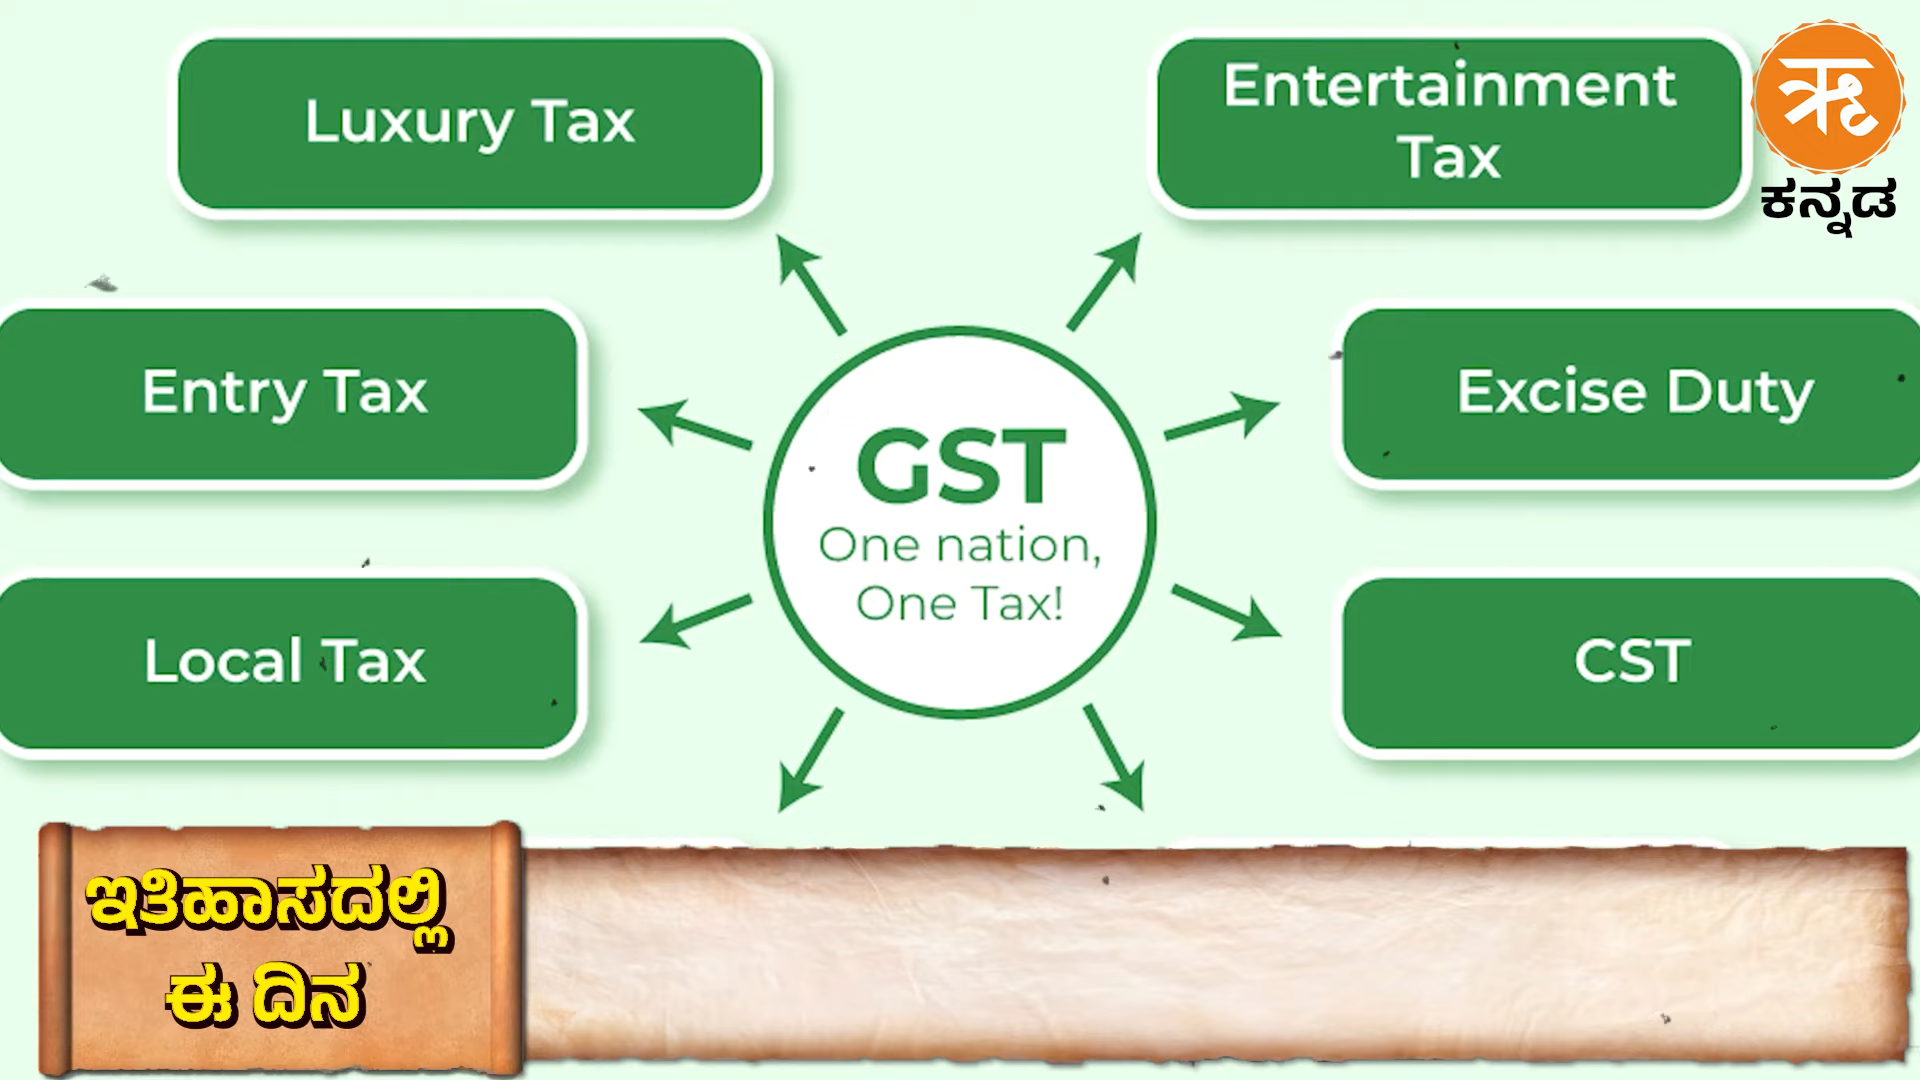 Luxury Tax
Entertainment
Tax
ऋ
ಕನ್ನಡ
Entry Tax
Excise Duty
GST
One nation,
One Tax!
Local Tax
CST
ಇತಿಹಾಸದಲ್ಲಿ
ಈ ದಿನ